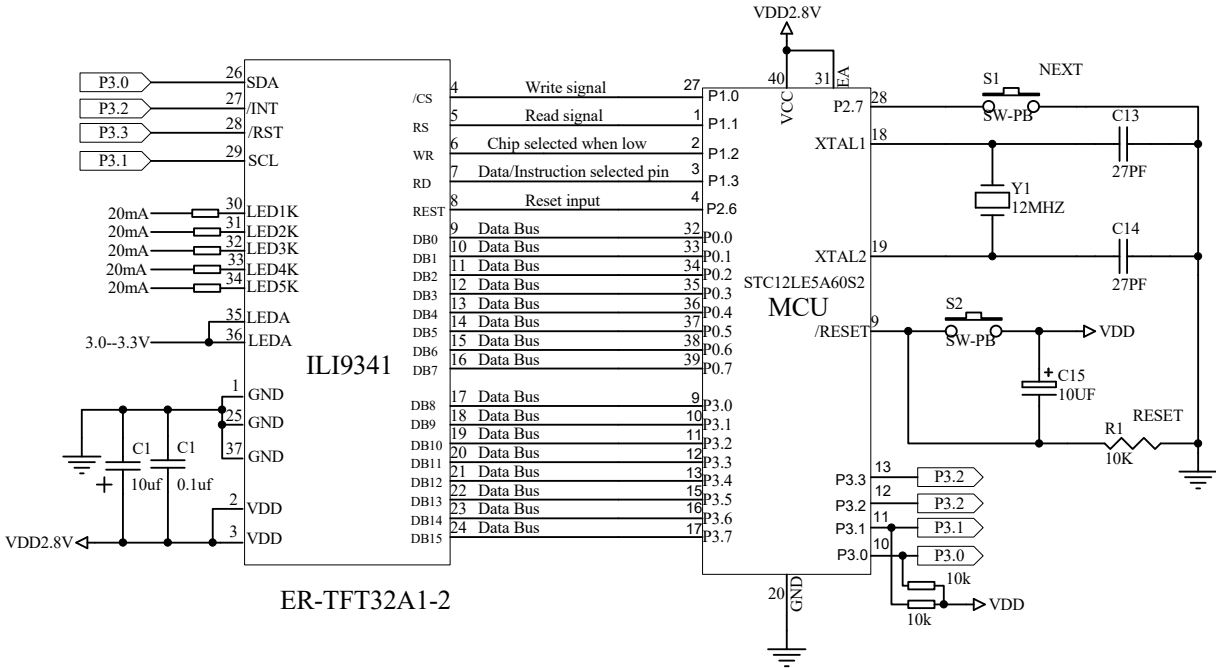 VDD2.8V
P3.0
26
SDA
P3.2
27
/INT
P3.3
28
/RST
P3.1
29
SCL
20mA
30
LED1K
20mA
31
LED2K
20mA
32
LED3K
20mA
33
LED4K
20mA
34
LED5K
35
LEDA
3.0--3.3V
36
LEDA
1
GND
25
GND
37
GND
C1
10uf
C1
0.1uf
2
VDD
VDD2.8V
3
VDD
ILI9341
ER-TFT32A1-2
/CS
4
Write signal
27
P1.0
RS
5
Read signal
1
P1.1
WR
6
Chip selected when low
2
P1.2
RD
7
Data/Instruction selected pin
3
P1.3
REST
8
Reset input
4
P2.6
DB0
9
Data Bus
32
P0.0
DB1
10
Data Bus
33
P0.1
DB2
11
Data Bus
34
P0.2
DB3
12
Data Bus
35
P0.3
DB4
13
Data Bus
36
P0.4
DB5
14
Data Bus
37
P0.5
DB6
15
Data Bus
38
P0.6
DB7
16
Data Bus
39
P0.7
DB8
17
Data Bus
9
P3.0
DB9
18
Data Bus
10
P3.1
DB10
19
Data Bus
11
P3.2
DB11
20
Data Bus
12
P3.3
DB12
21
Data Bus
13
P3.4
DB13
22
Data Bus
15
P3.5
DB14
23
Data Bus
16
P3.6
DB15
24
Data Bus
17
P3.7
40
VCC
31
EA
P2.7
28
S1
NEXT
SW-PB
XTAL1
18
C13
27PF
Y1
12MHZ
XTAL2
19
C14
27PF
STC12LE5A60S2
MCU
/RESET
9
S2
SW-PB
VDD
C15
10UF
RESET
R1
10K
P3.3
13
P3.2
P3.2
12
P3.2
P3.1
11
P3.1
P3.0
10
P3.0
10k
10k
VDD
20
GND